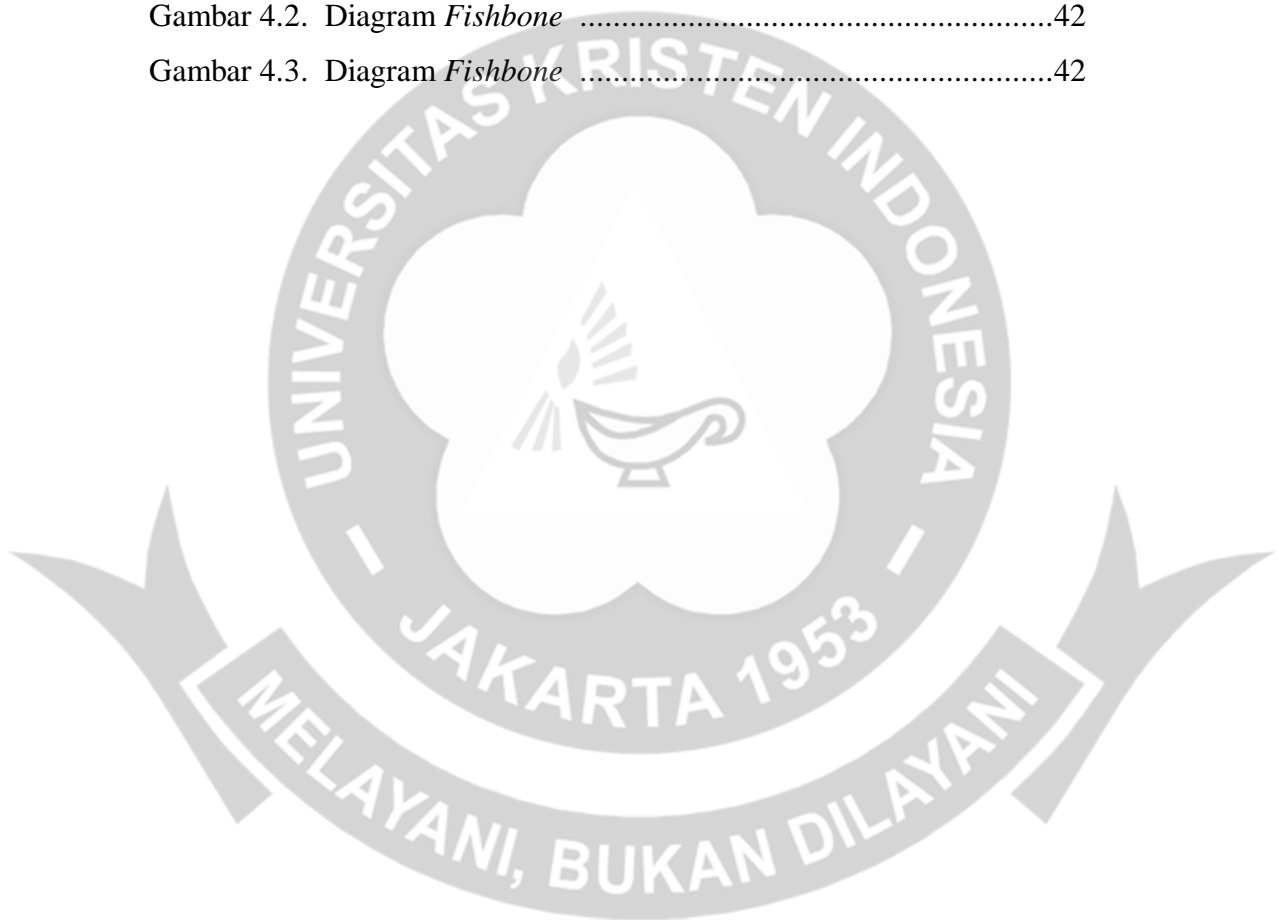 Gambar 4.2. Diagram Fishbone ............................................................42
Gambar 4.3. Diagram Fishbone ............................................................42
UNIVERSITAS KRISTEN INDONESIA
JAKARTA 1953
MELAYANI, BUKAN DILAYANI